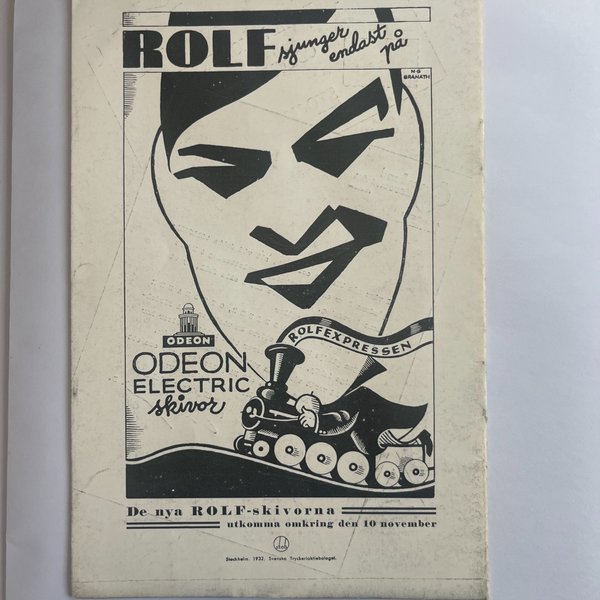 ROLF sjunger endast på
M-G GRANATH
ROLFEXPRESSEN
ODEON
ODEON
ELECTRIC
skivor
De nya ROLF-skivorna
utkomma omkring den 10 november
Stockholm. 1932. Svenska Tryckeriaktiebolaget.